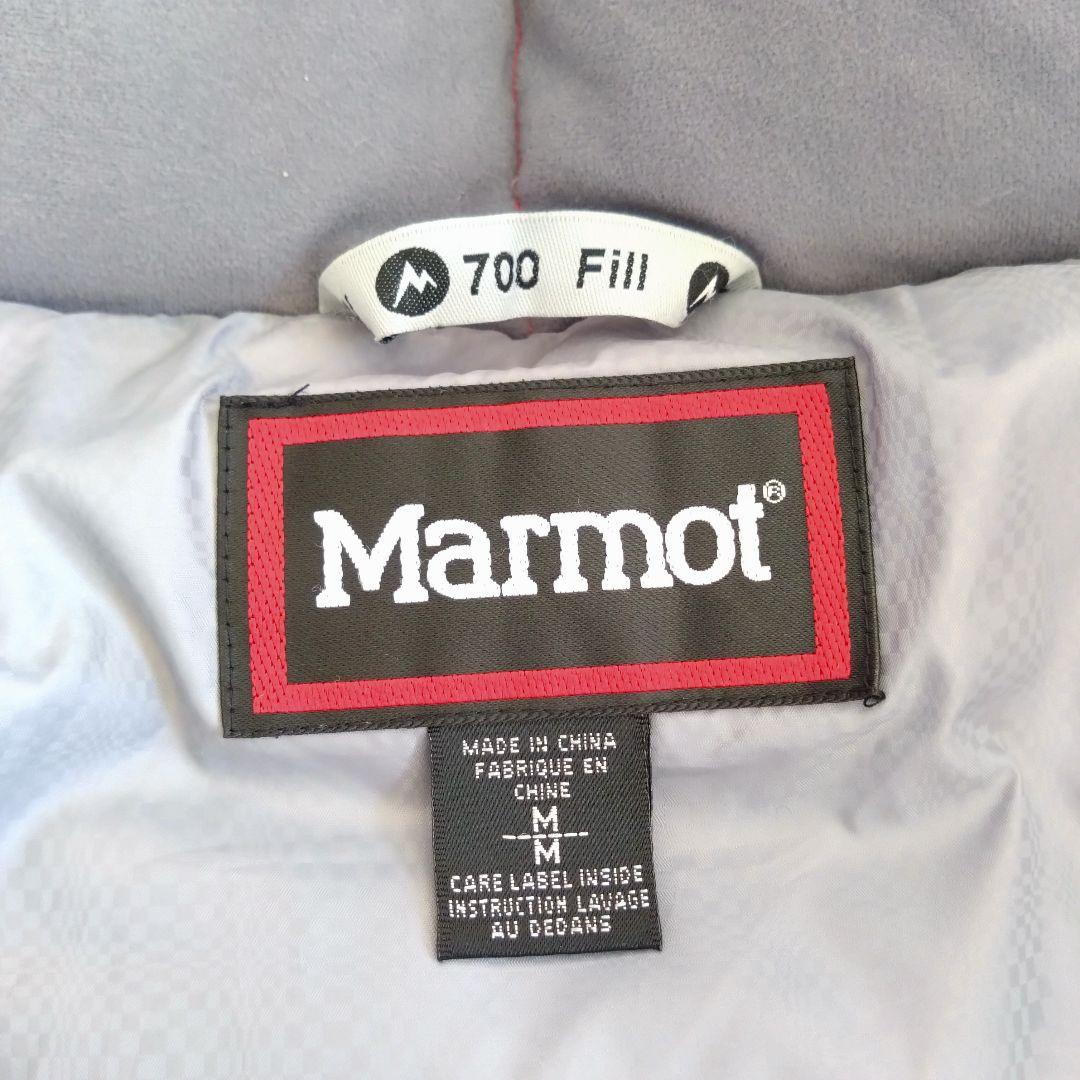 700 Fill
Marmot®
MADE IN CHINA
FABRIQUE EN
CHINE
M
M
CARE LABEL INSIDE
INSTRUCTION LAVAGE
AU DEDANS